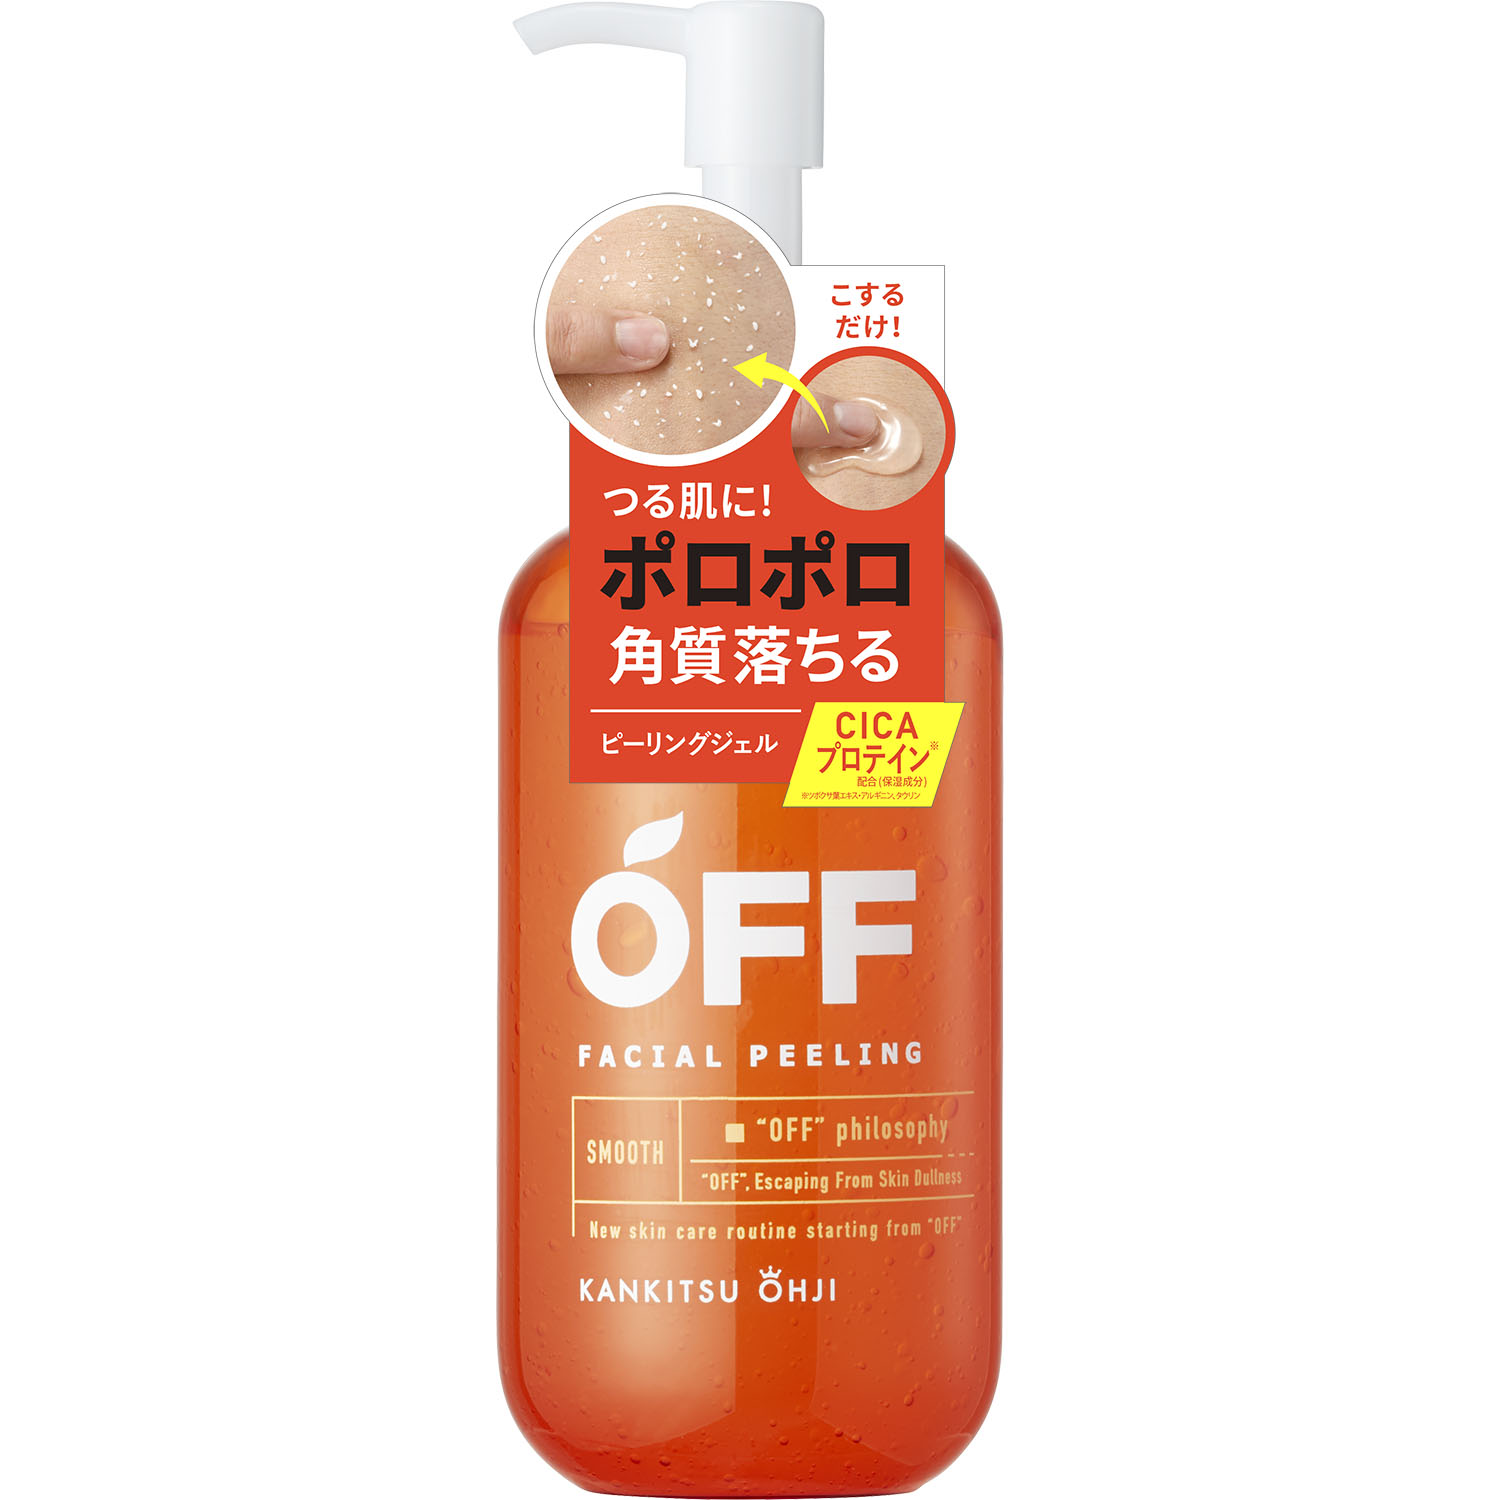 こする
だけ!
つる肌に!
ポロポロ
角質落ちる
ピーリングジェル
CICA
プロテイン※
配合(保湿成分)
※ツボクサ葉エキス・アルギニン、タウリン
OFF
FACIAL PEELING
SMOOTH
"OFF" philosophy
"OFF", Escaping From Skin Dullness
New skin care routine starting from "OFF"
KANKITSU OHJI